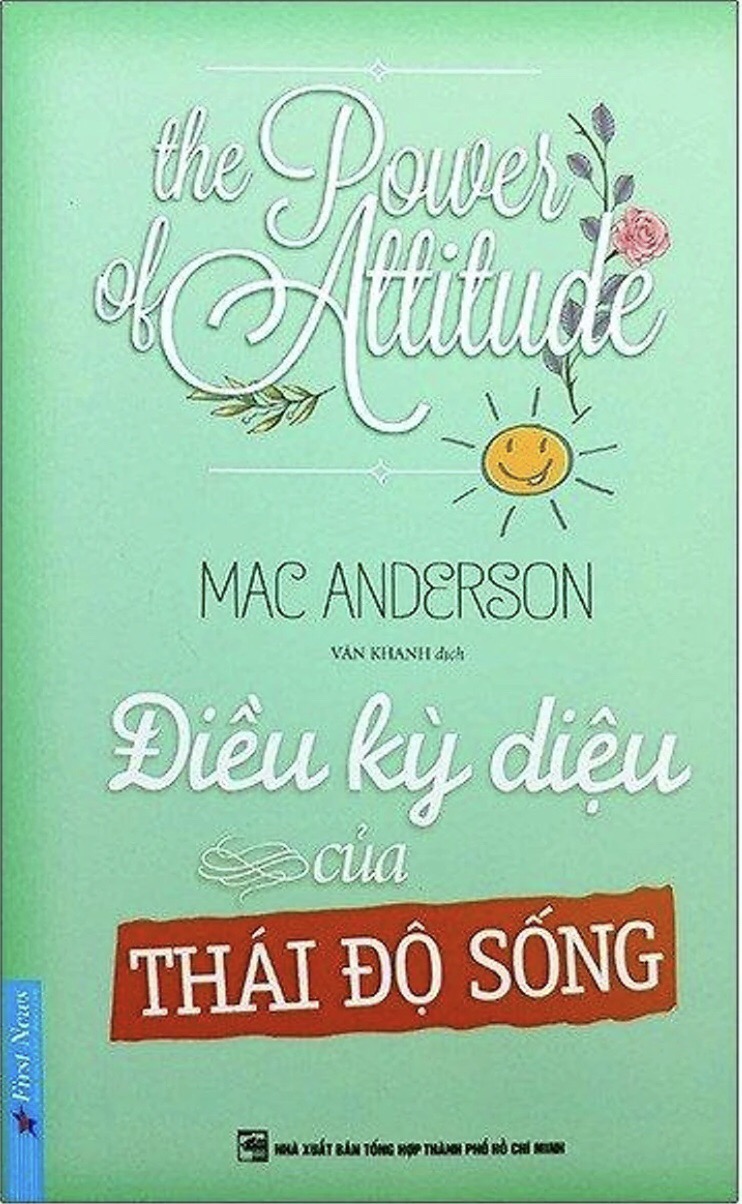 the Power
of Attitude
MAC ANDERSON
VÂN KHANH dịch
Điều kỳ diệu
của
THÁI ĐỘ SỐNG
First News
NHÀ XUẤT BẢN TỔNG HỢP THÀNH PHỐ HỒ CHÍ MINH